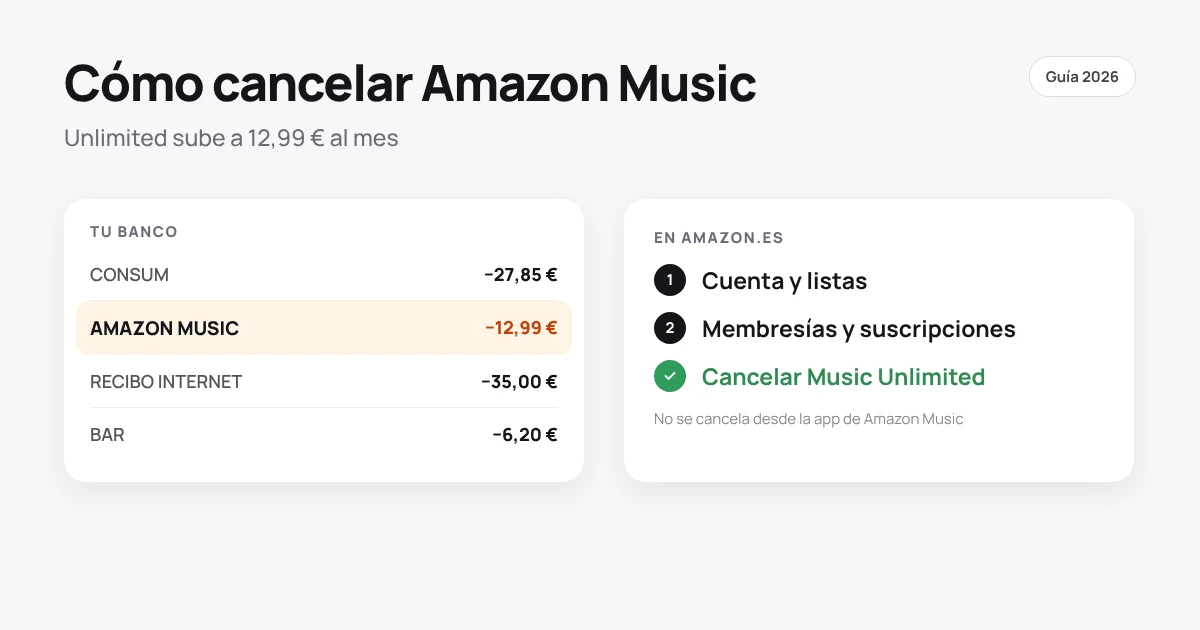 Cómo cancelar Amazon Music
Guía 2026
Unlimited sube a 12,99 € al mes
TU BANCO
CONSUM −27,85 €
AMAZON MUSIC −12,99 €
RECIBO INTERNET −35,00 €
BAR −6,20 €
EN AMAZON.ES
1 Cuenta y listas
2 Membresías y suscripciones
Cancelar Music Unlimited
No se cancela desde la app de Amazon Music